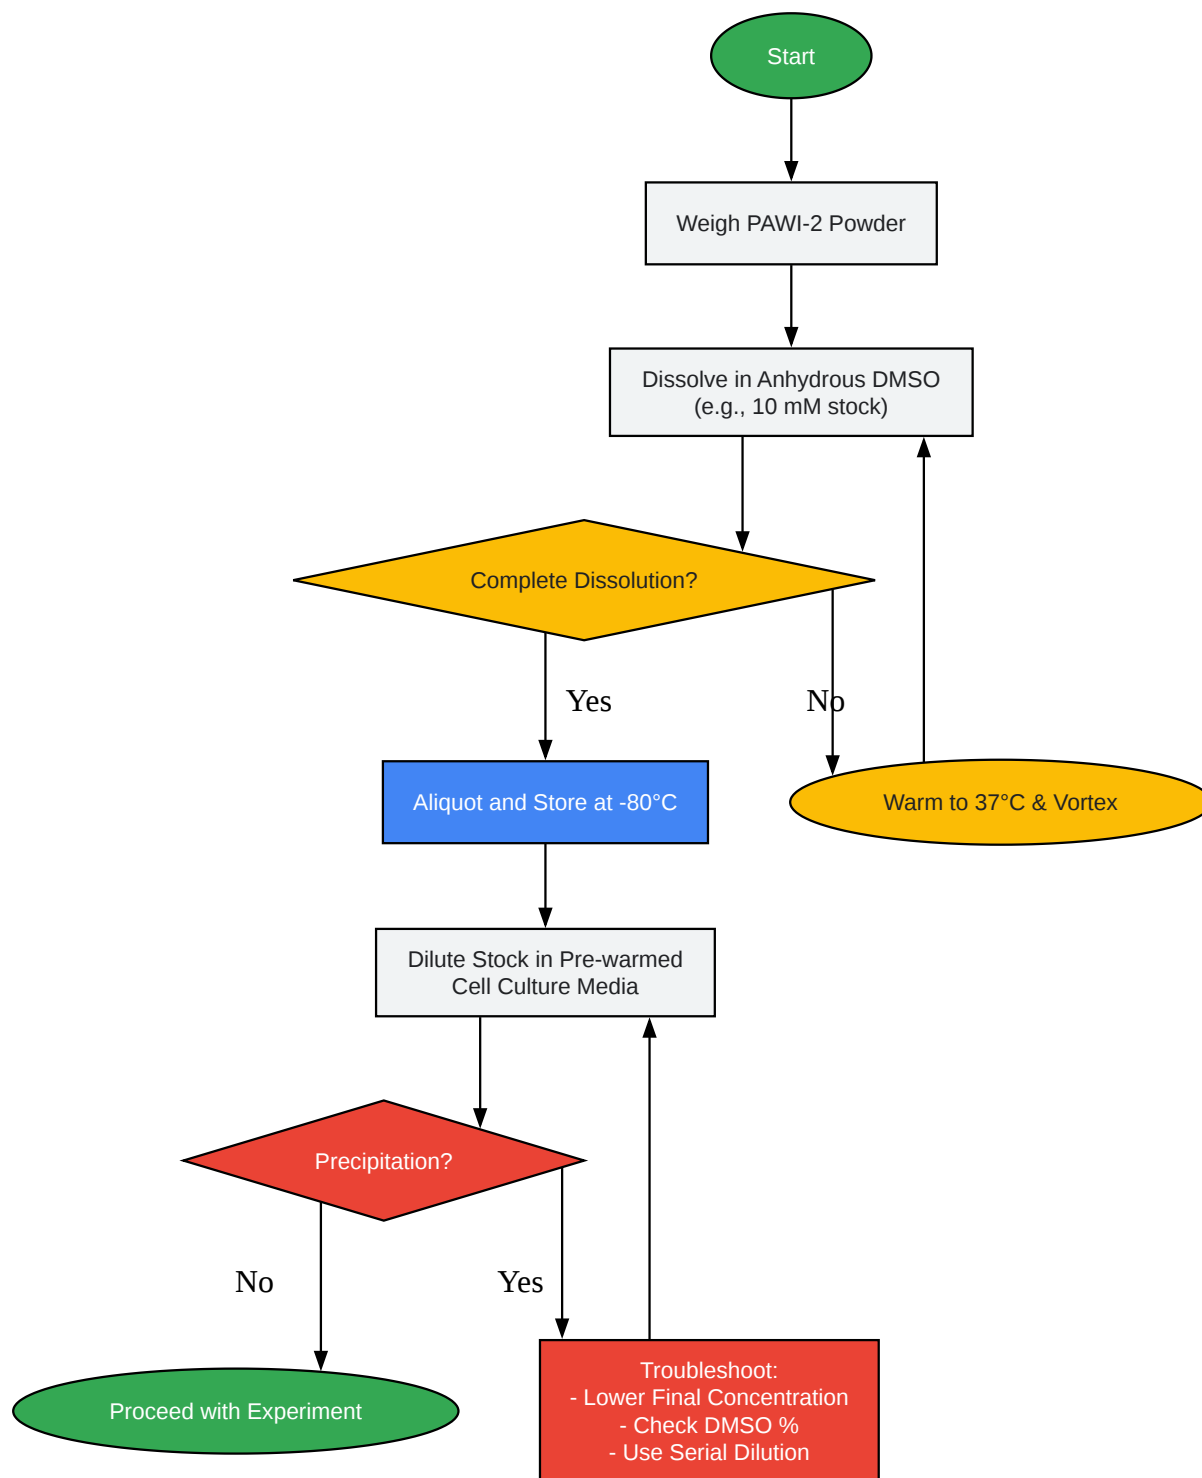 Start
Weigh PAWI-2 Powder
Dissolve in Anhydrous DMSO
(e.g., 10 mM stock)
Complete Dissolution?
Yes
No
Aliquot and Store at -80°C
Warm to 37°C & Vortex
Dilute Stock in Pre-warmed
Cell Culture Media
Precipitation?
No
Yes
Proceed with Experiment
Troubleshoot:
- Lower Final Concentration
- Check DMSO %
- Use Serial Dilution